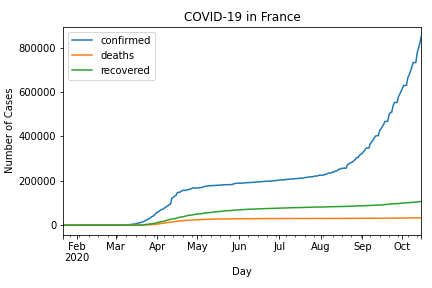 COVID-19 in France
confirmed
deaths
recovered
Number of Cases
800000
600000
400000
200000
0
Feb Mar Apr May Jun Jul Aug Sep Oct
2020
Day